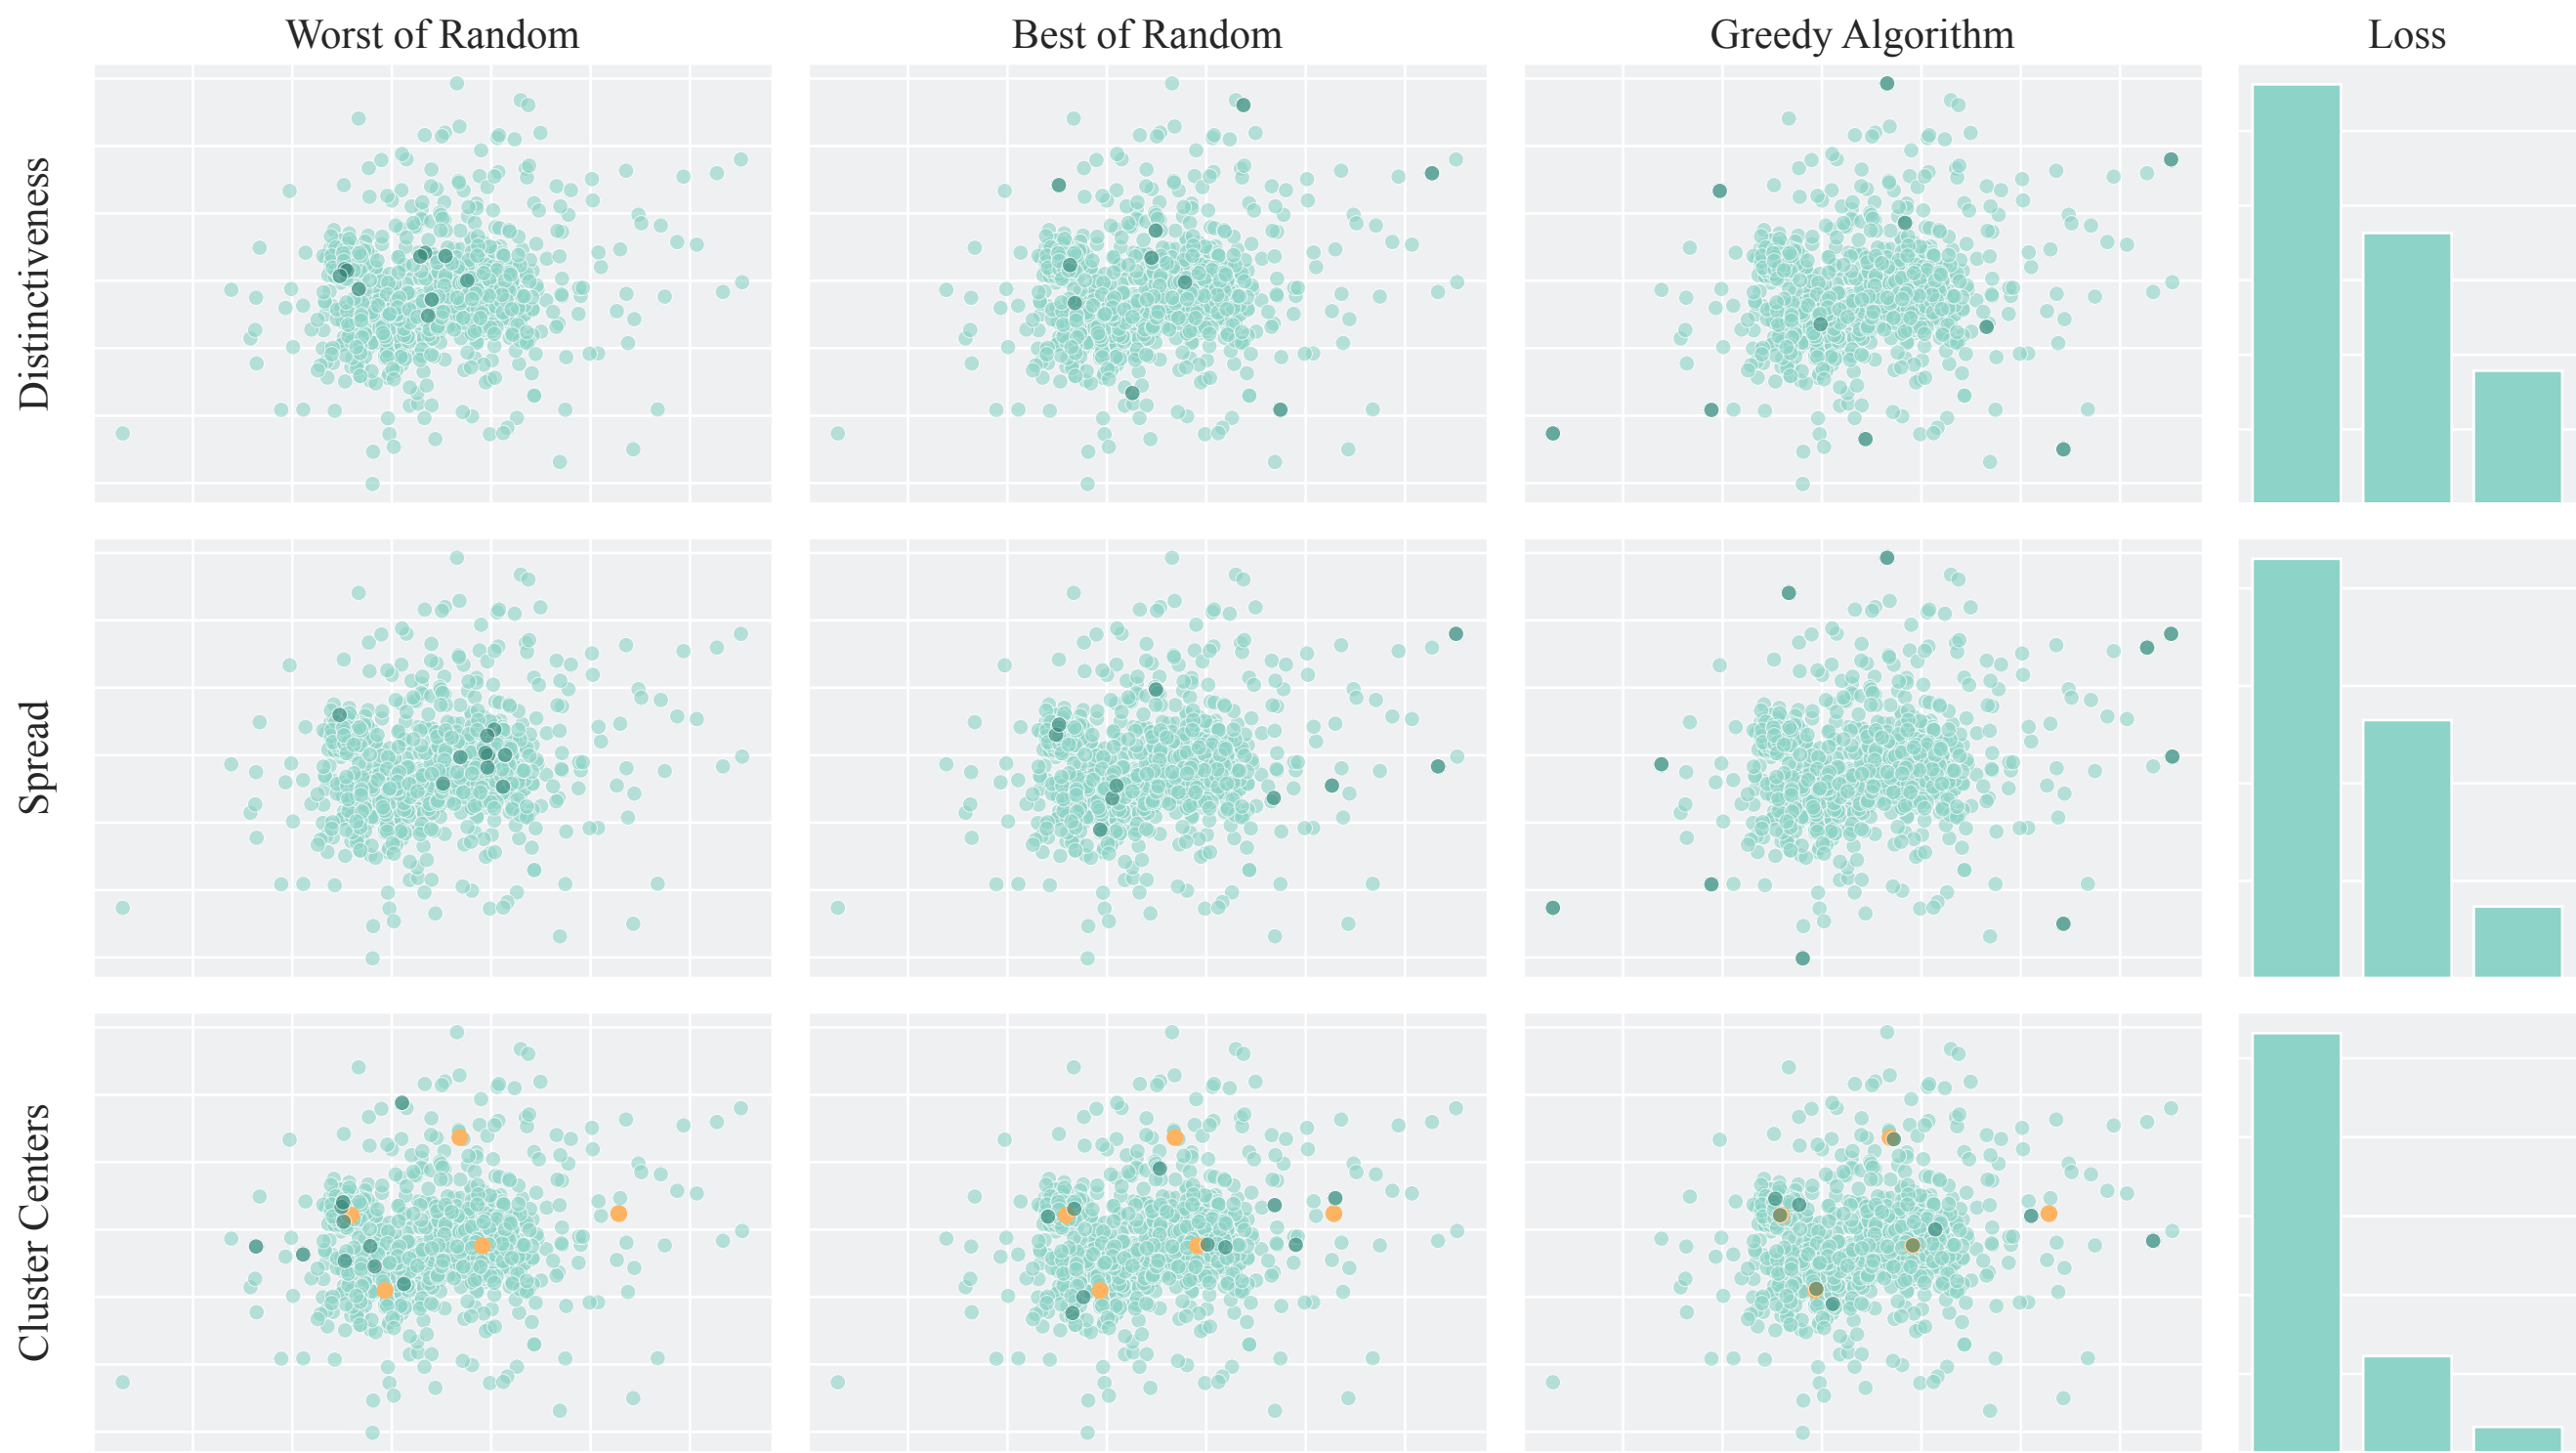 Worst of Random
Best of Random
Greedy Algorithm
Loss
Distinctiveness
Spread
Cluster Centers